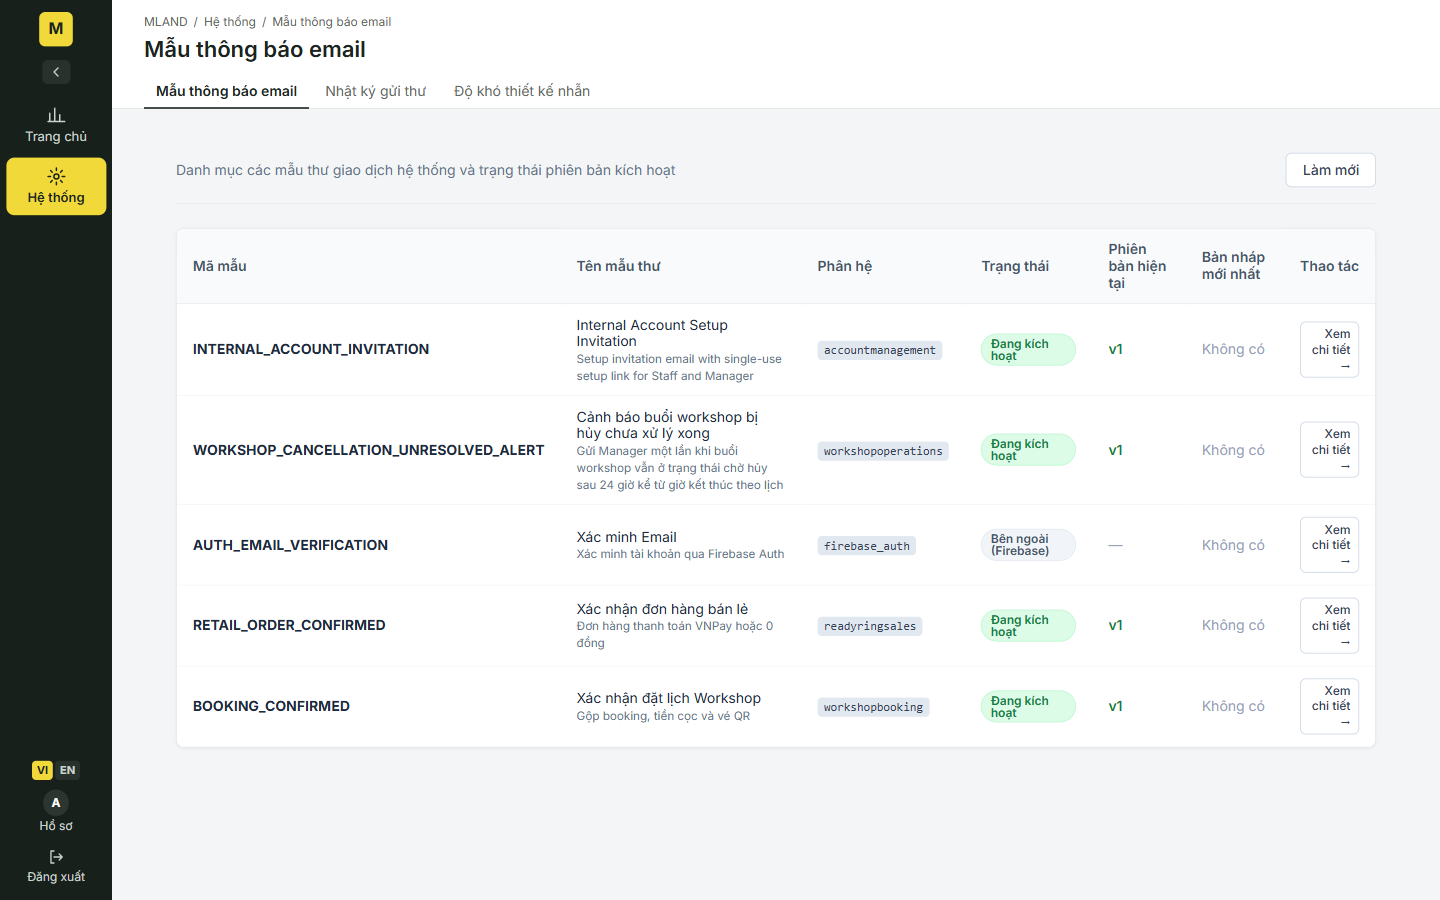 M
Trang chủ
Hệ thống
VI EN
A
Hồ sơ
Đăng xuất
MLAND / Hệ thống / Mẫu thông báo email
Mẫu thông báo email
Mẫu thông báo email Nhật ký gửi thư Độ khó thiết kế nhẫn
Danh mục các mẫu thư giao dịch hệ thống và trạng thái phiên bản kích hoạt
Làm mới
Mã mẫu
Tên mẫu thư
Phân hệ
Trạng thái
Phiên
bản hiện
tại
Bản nháp
mới nhất
Thao tác
INTERNAL_ACCOUNT_INVITATION
Internal Account Setup
Invitation
Setup invitation email with single-use
setup link for Staff and Manager
accountmanagement
Đang kích
hoạt
v1
Không có
Xem
chi tiết
→
WORKSHOP_CANCELLATION_UNRESOLVED_ALERT
Cảnh báo buổi workshop bị
hủy chưa xử lý xong
Gửi Manager một lần khi buổi
workshop vẫn ở trạng thái chờ hủy
sau 24 giờ kể từ giờ kết thúc theo lịch
workshopoperations
Đang kích
hoạt
v1
Không có
Xem
chi tiết
→
AUTH_EMAIL_VERIFICATION
Xác minh Email
Xác minh tài khoản qua Firebase Auth
firebase_auth
Bên ngoài
(Firebase)
—
Không có
Xem
chi tiết
→
RETAIL_ORDER_CONFIRMED
Xác nhận đơn hàng bán lẻ
Đơn hàng thanh toán VNPay hoặc 0
đồng
readyringsales
Đang kích
hoạt
v1
Không có
Xem
chi tiết
→
BOOKING_CONFIRMED
Xác nhận đặt lịch Workshop
Gộp booking, tiền cọc và vé QR
workshopbooking
Đang kích
hoạt
v1
Không có
Xem
chi tiết
→